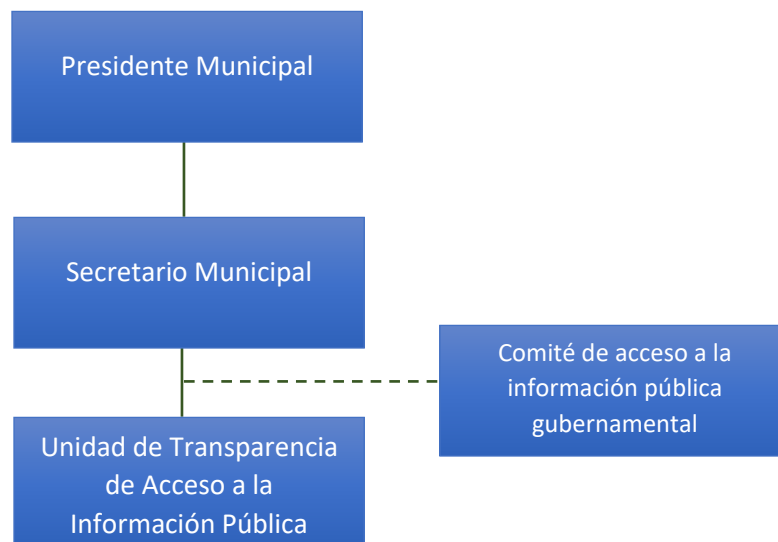 Presidente Municipal
Secretario Municipal
Comité de acceso a la
información pública
gubernamental
Unidad de Transparencia
de Acceso a la
Información Pública